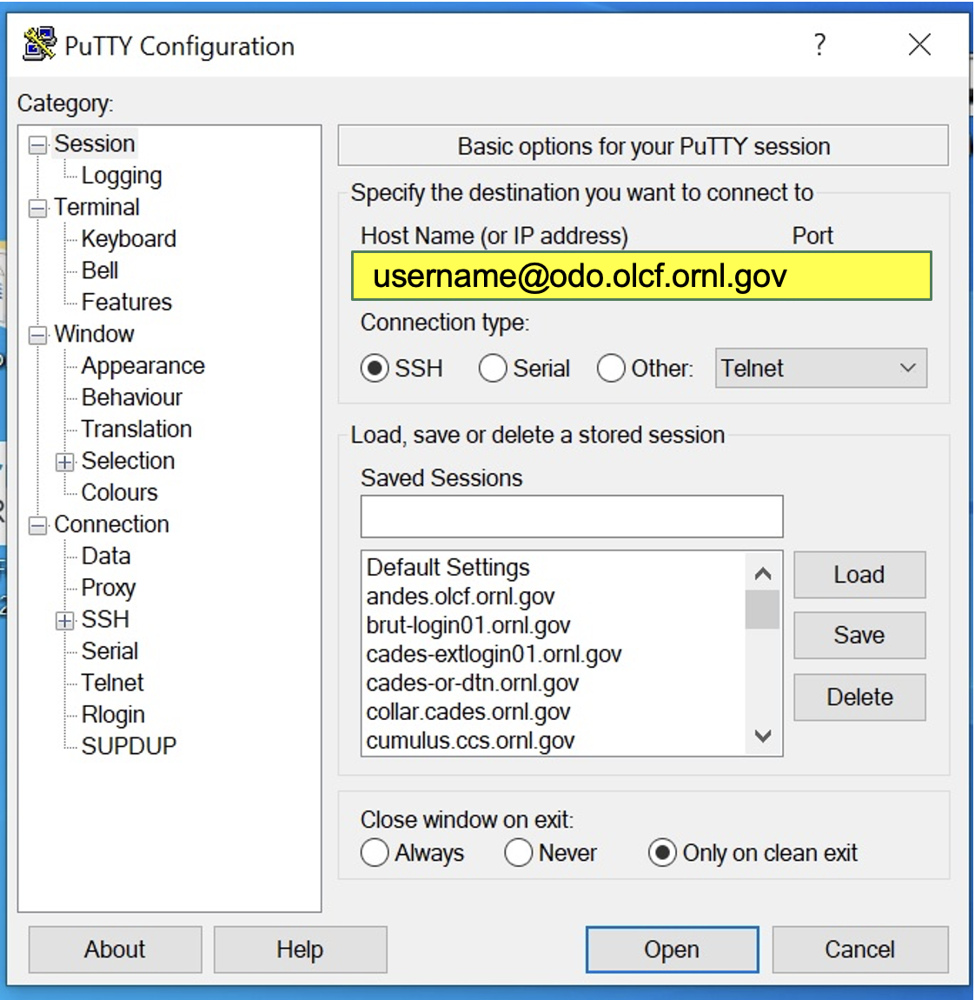 PuTTY Configuration
?
Category:
Session
Logging
Terminal
Keyboard
Bell
Features
Window
Appearance
Behaviour
Translation
Selection
Colours
Connection
Data
Proxy
SSH
Serial
Telnet
Rlogin
SUPDUP
Basic options for your PuTTY session
Specify the destination you want to connect to
Host Name (or IP address) Port
username@odo.olcf.ornl.gov
Connection type:
SSH Serial Other: Telnet
Load, save or delete a stored session
Saved Sessions
Default Settings
andes.olcf.ornl.gov
brut-login01.ornl.gov
cades-extlogin01.ornl.gov
cades-or-dtn.ornl.gov
collar.cades.ornl.gov
cumulus.ccs.ornl.gov
Load
Save
Delete
Close window on exit:
Always Never Only on clean exit
About Help Open Cancel